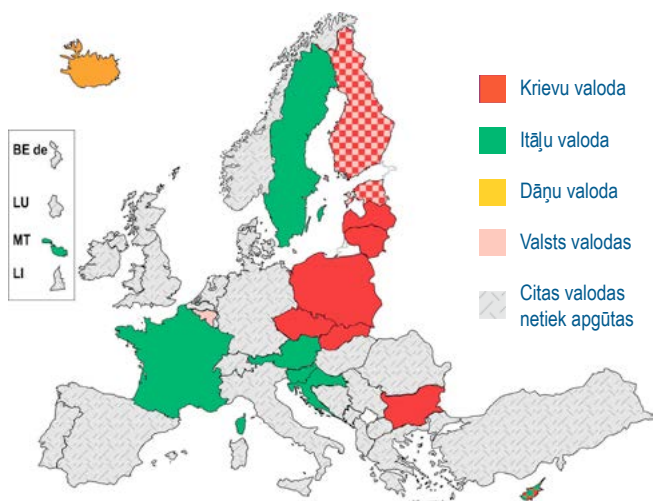 BE de
LU
MT
LI
Krievu valoda
Itāļu valoda
Dāņu valoda
Valsts valodas
Citas valodas
netiek apgūtas